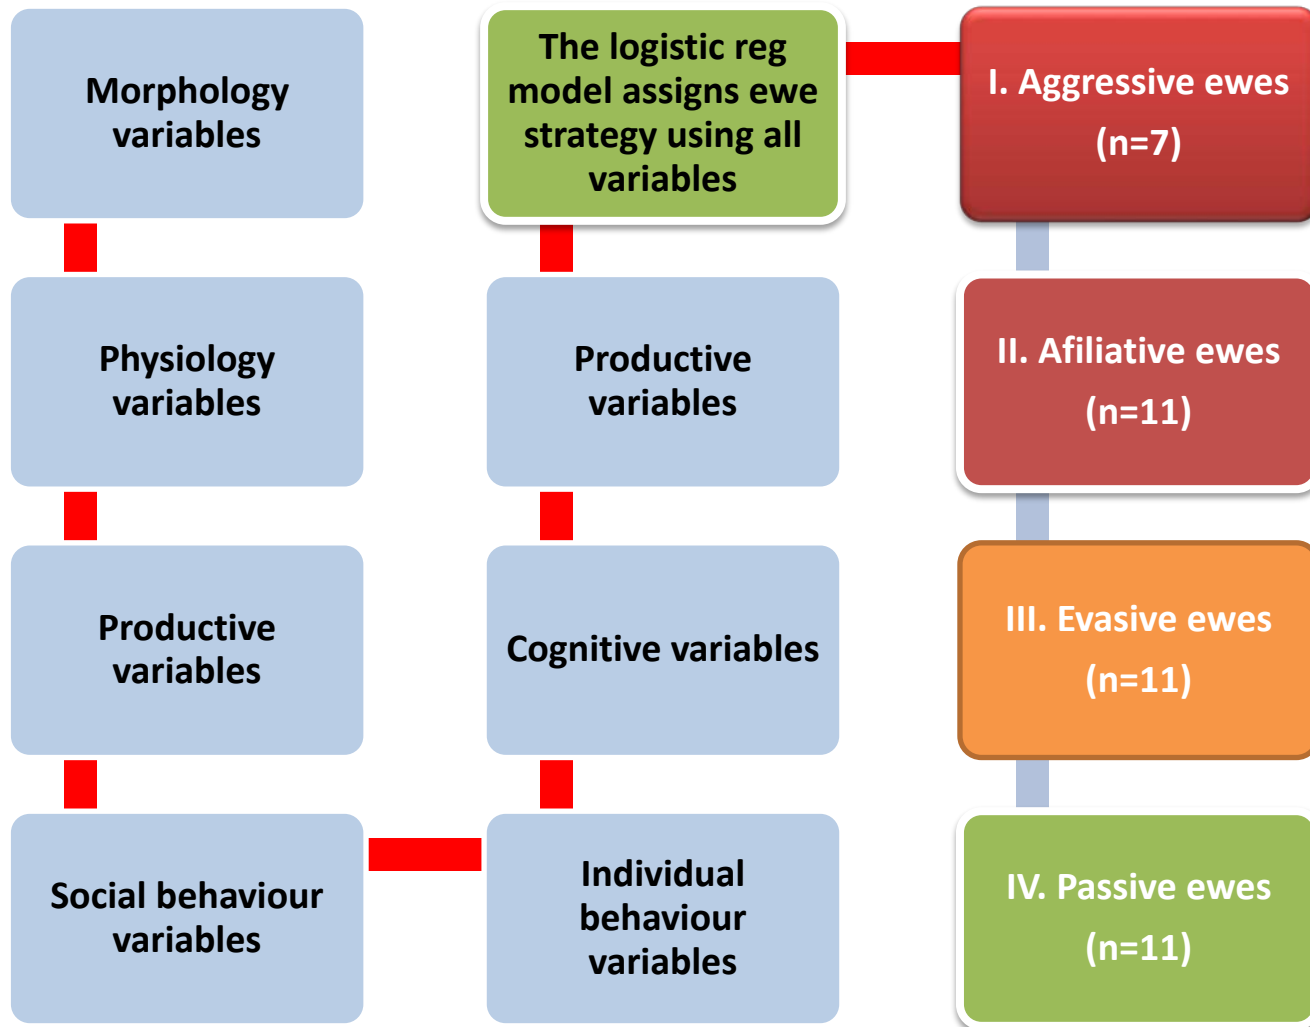 Morphology
variables
Physiology
variables
Productive
variables
Social behaviour
variables
Individual
behaviour
variables
Cognitive variables
Productive
variables
The logistic reg
model assigns ewe
strategy using all
variables
I. Aggressive ewes
(n=7)
II. Afiliative ewes
(n=11)
III. Evasive ewes
(n=11)
IV. Passive ewes
(n=11)